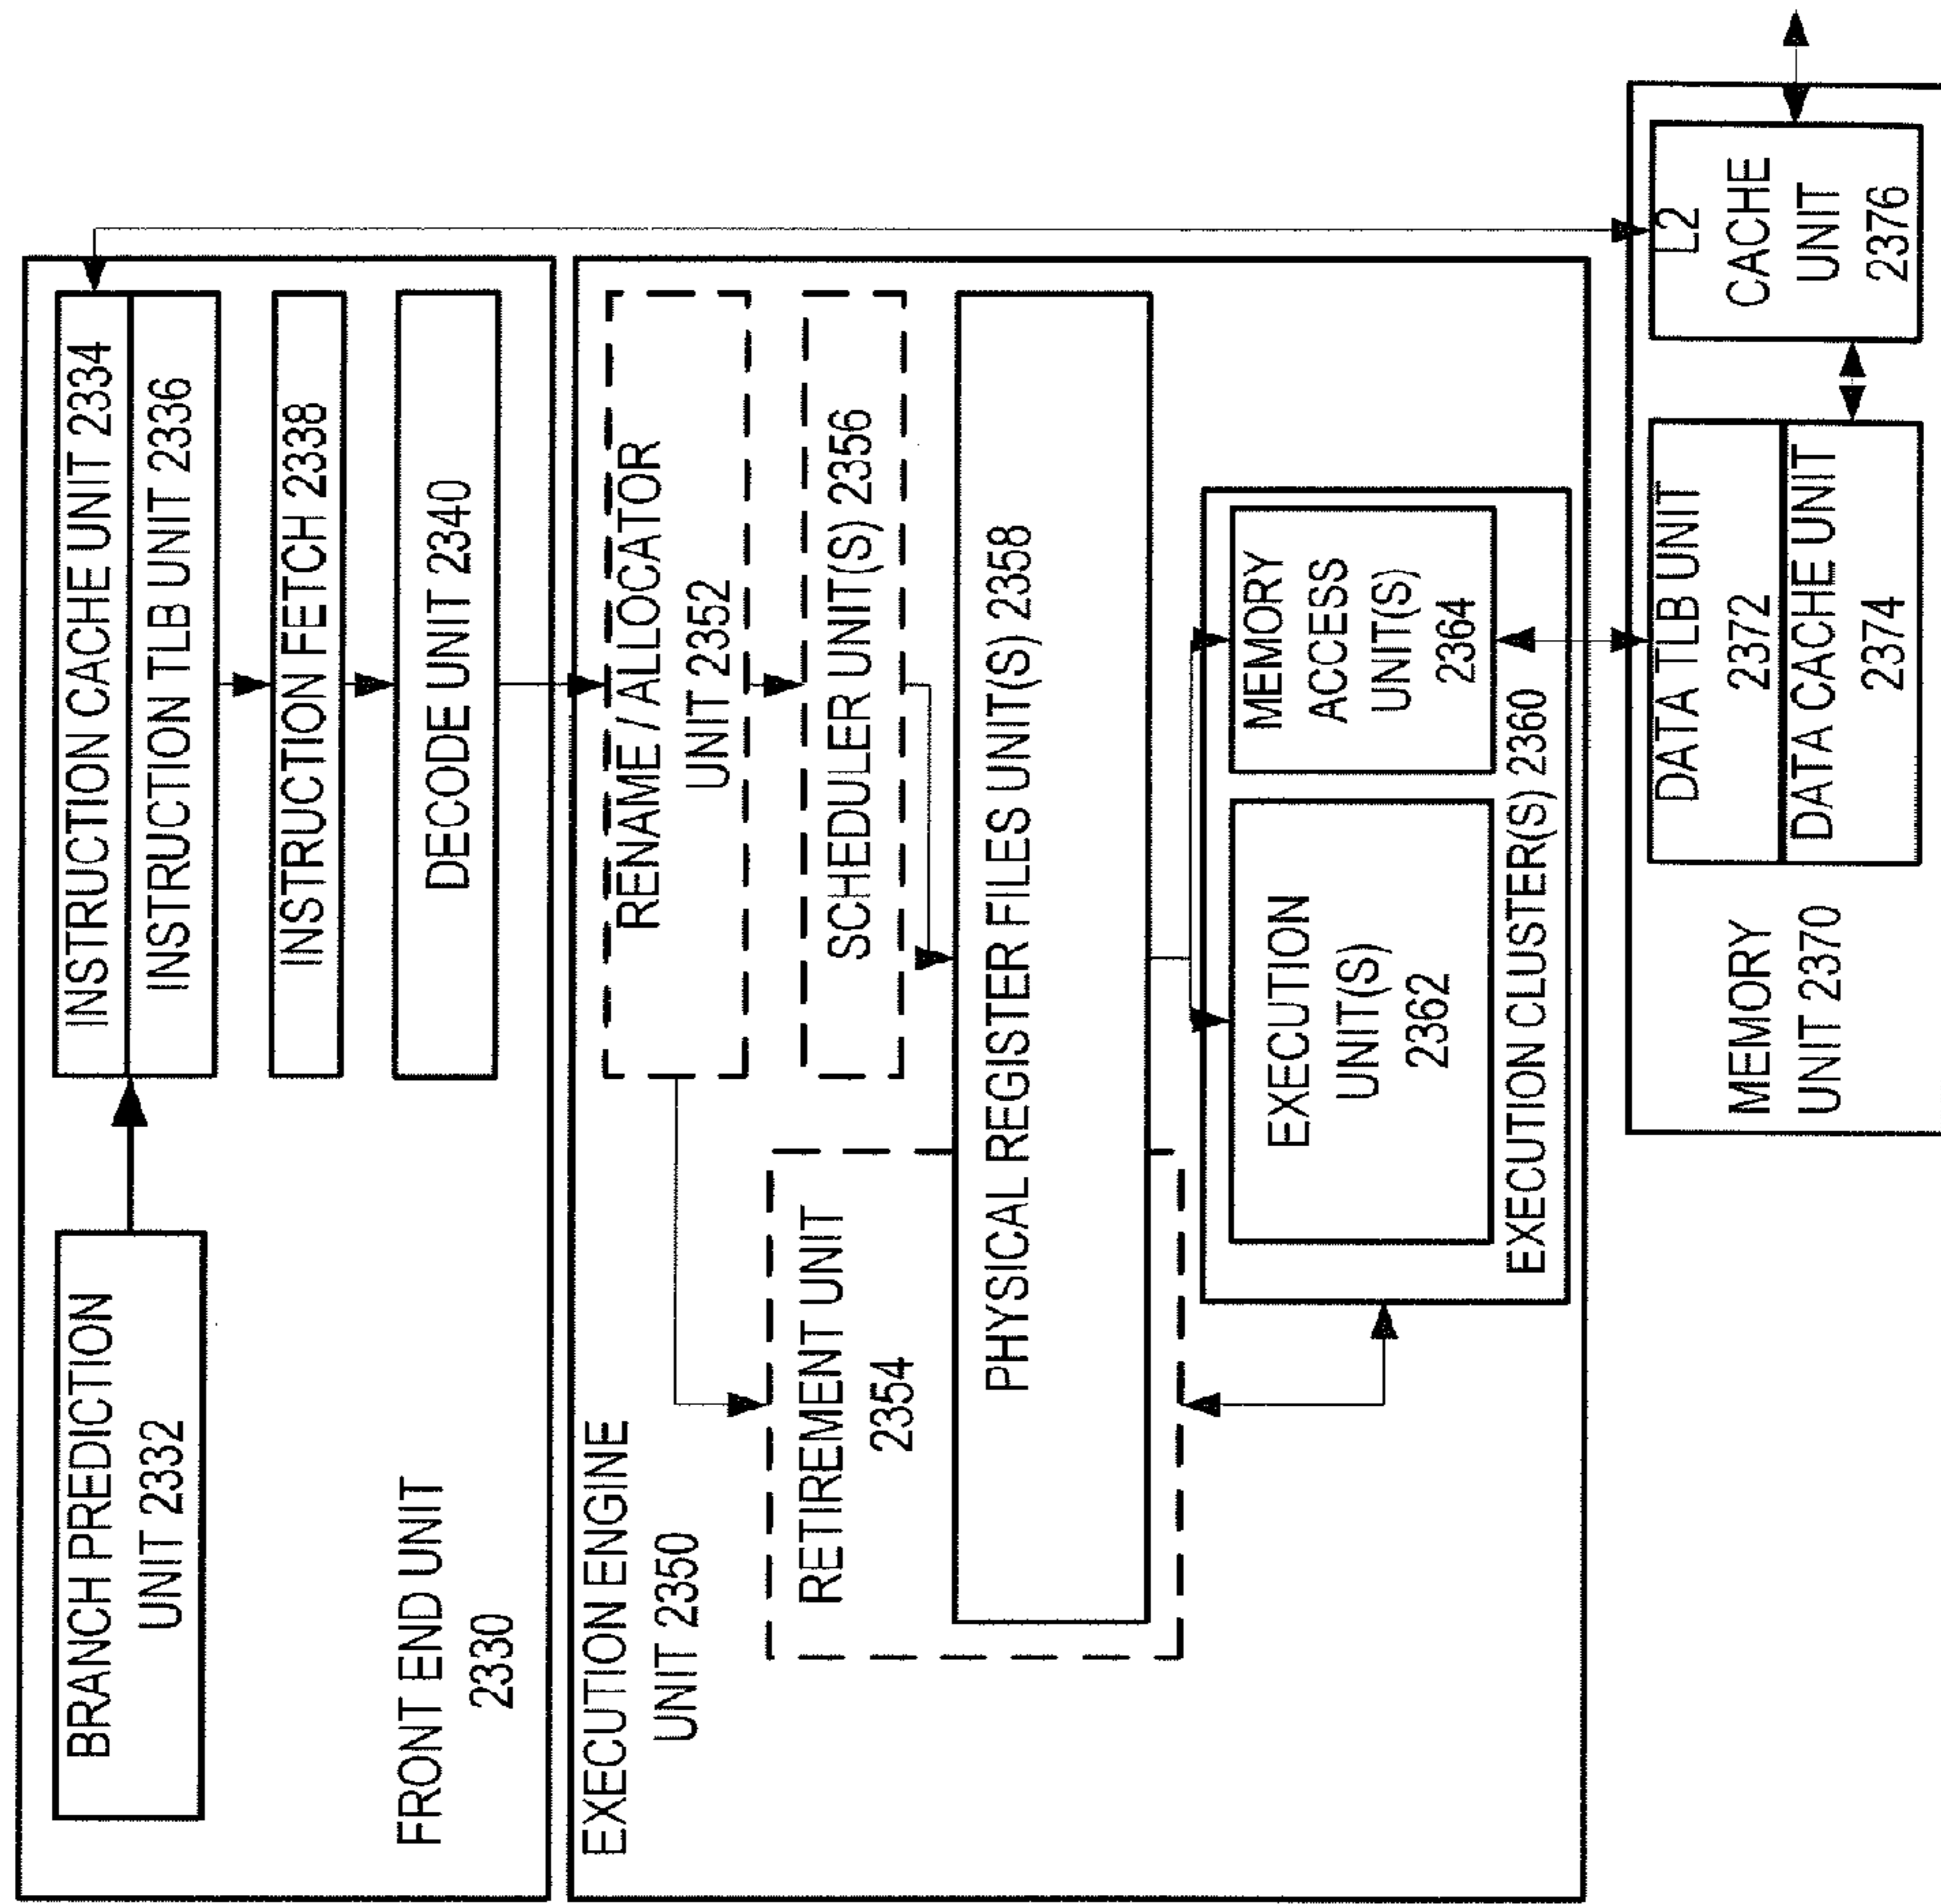 BRANCH PREDICTION
UNIT 2332
INSTRUCTION CACHE UNIT 2334
INSTRUCTION TLB UNIT 2336
INSTRUCTION FETCH 2338
DECODE UNIT 2340
FRONT END UNIT
2330
EXECUTION ENGINE
UNIT 2350
RENAME / ALLOCATOR
UNIT 2352
RETIREMENT UNIT
2354
SCHEDULER UNIT(S) 2356
PHYSICAL REGISTER FILES UNIT(S) 2358
EXECUTION
UNIT(S)
2362
MEMORY
ACCESS
UNIT(S)
2364
EXECUTION CLUSTER(S) 2360
MEMORY
UNIT 2370
DATA TLB UNIT
2372
DATA CACHE UNIT
2374
L2
CACHE
UNIT
2376